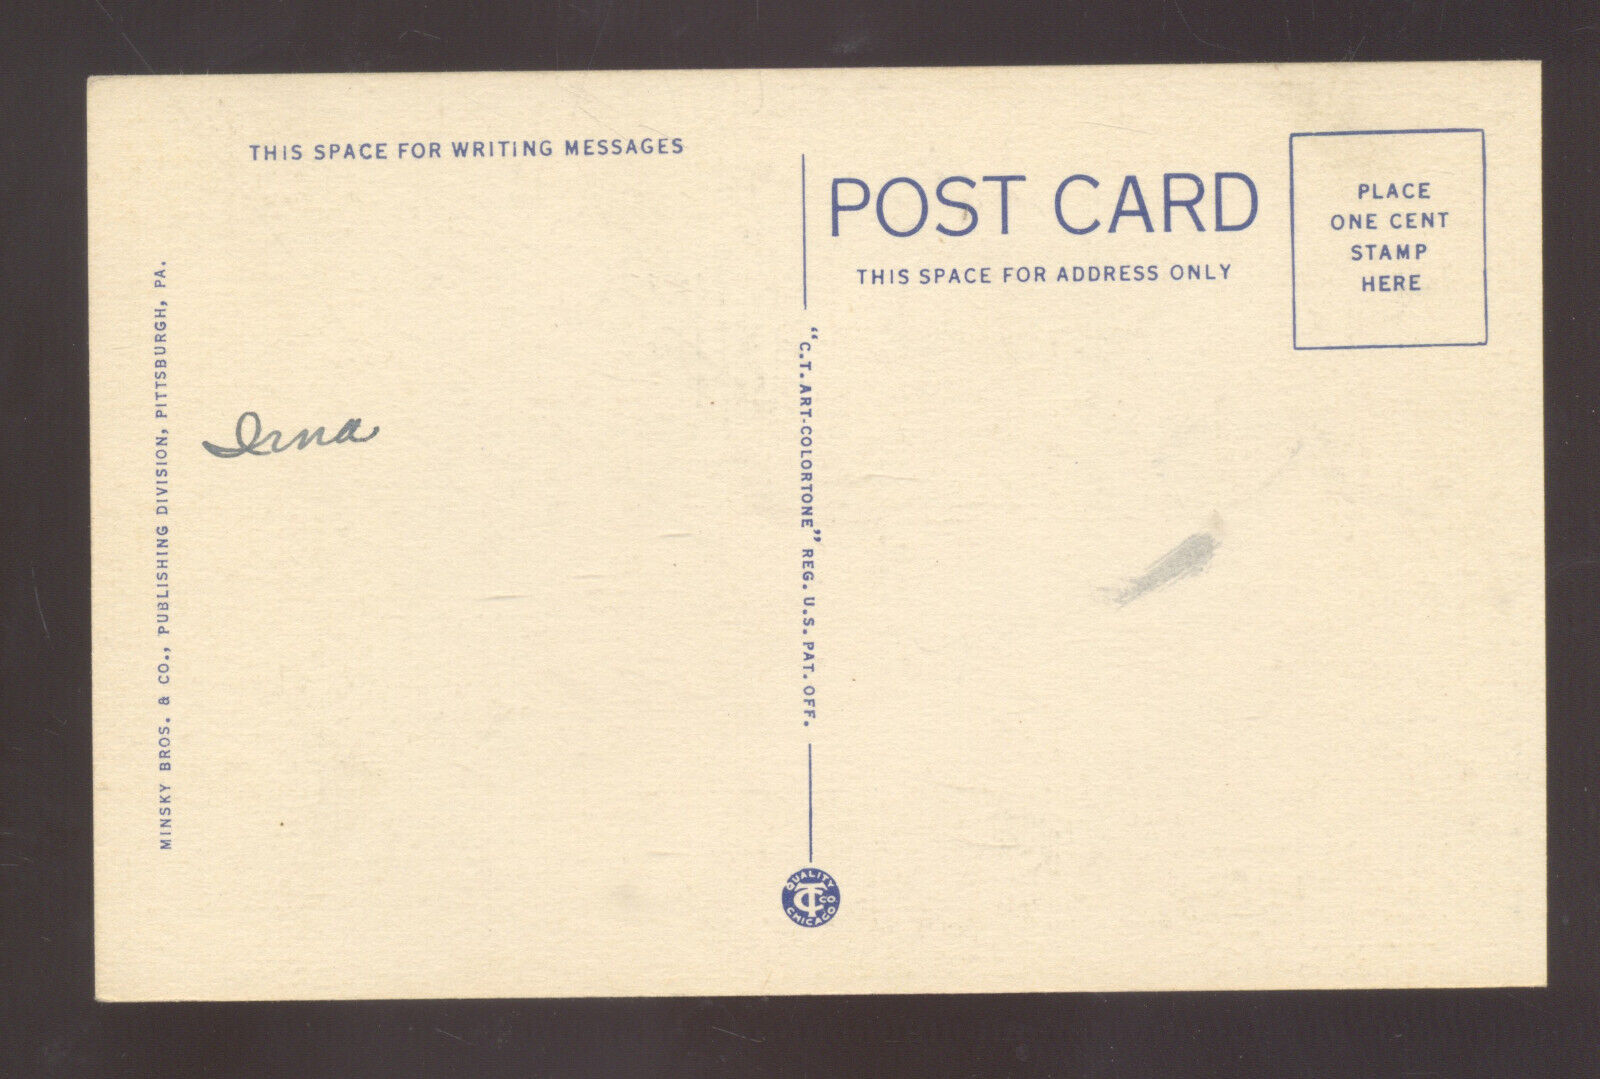 THIS SPACE FOR WRITING MESSAGES
POST CARD
THIS SPACE FOR ADDRESS ONLY
PLACE
ONE CENT
STAMP
HERE
MINSKY BROS. & CO., PUBLISHING DIVISION, PITTSBURGH, PA.
Irna
"C.T. ART-COLORTONE" REG. U.S. PAT. OFF.
QUALITY
CT CO
CHICAGO